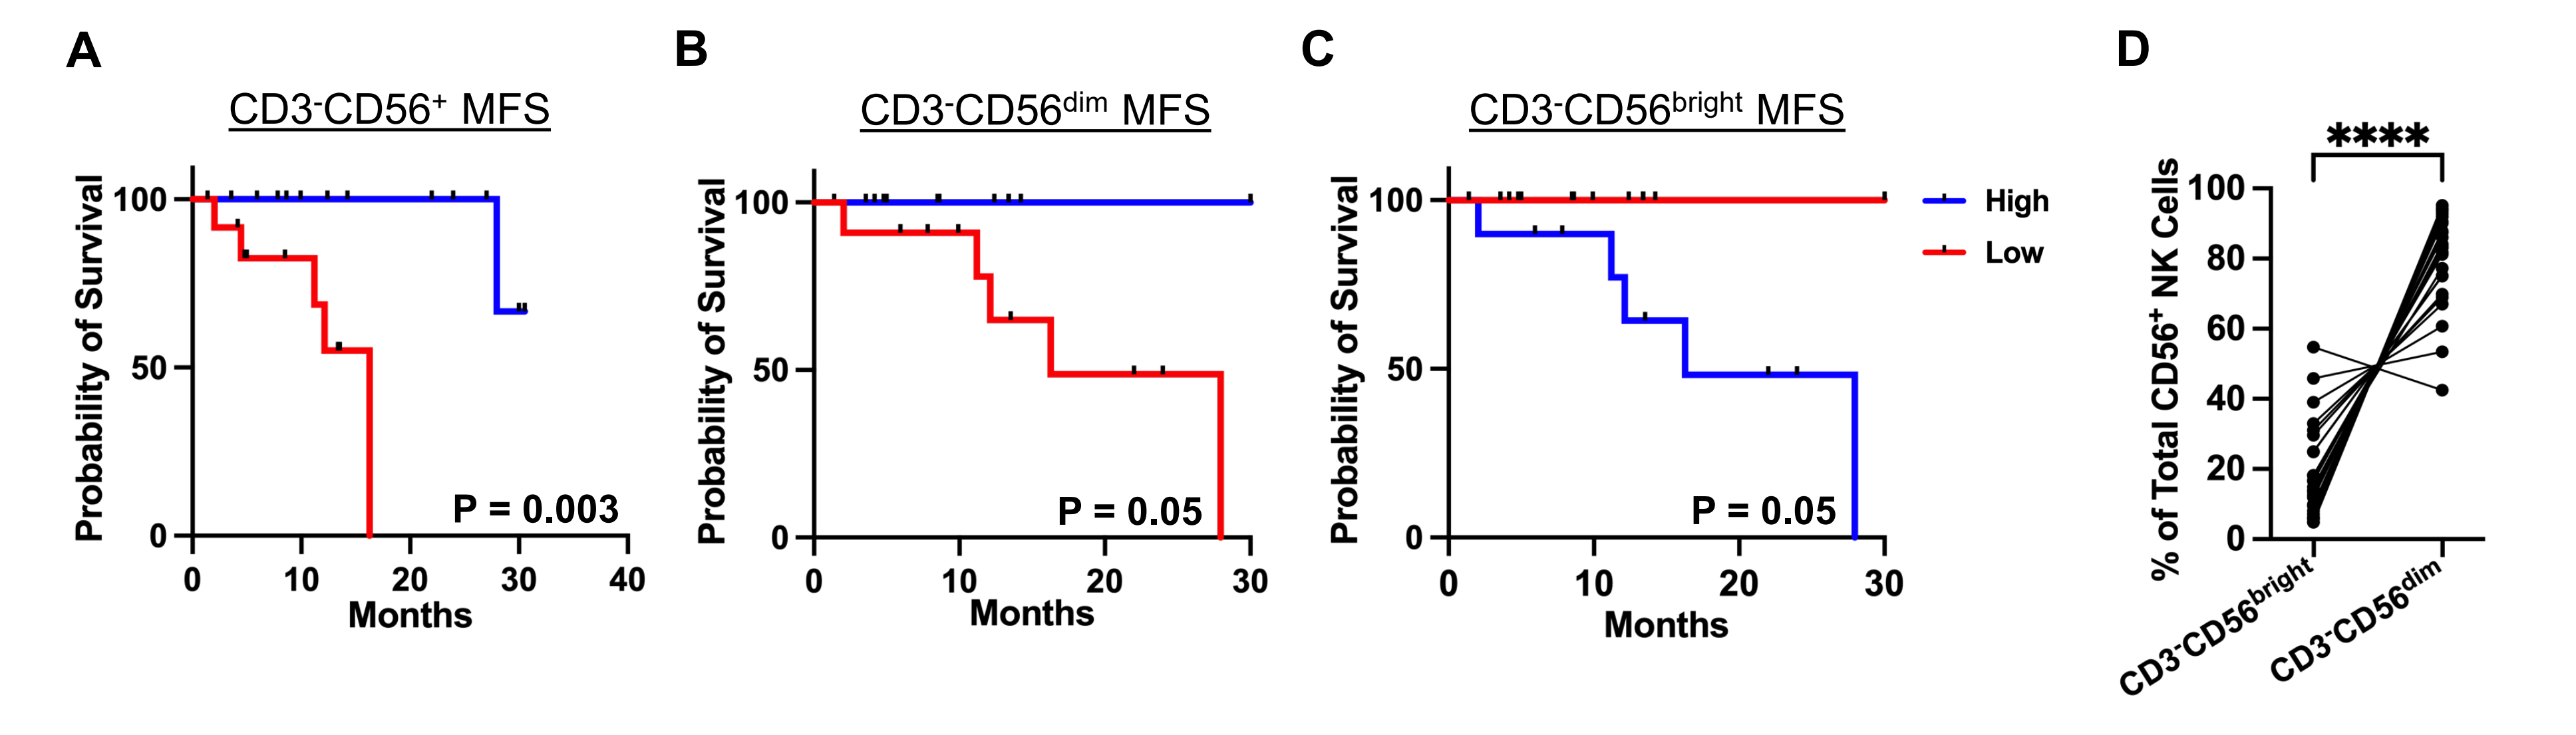 A
CD3⁻CD56⁺ MFS
Probability of Survival
100
50
0
0 10 20 30 40
Months
P = 0.003
B
CD3⁻CD56ᵈⁱᵐ MFS
Probability of Survival
100
50
0
0 10 20 30
Months
P = 0.05
C
CD3⁻CD56ᵇʳⁱᵍʰᵗ MFS
Probability of Survival
100
50
0
0 10 20 30
Months
P = 0.05
High
Low
D
****
% of Total CD56⁺ NK Cells
100
80
60
40
20
0
CD3⁻CD56ᵇʳⁱᵍʰᵗ
CD3⁻CD56ᵈⁱᵐ